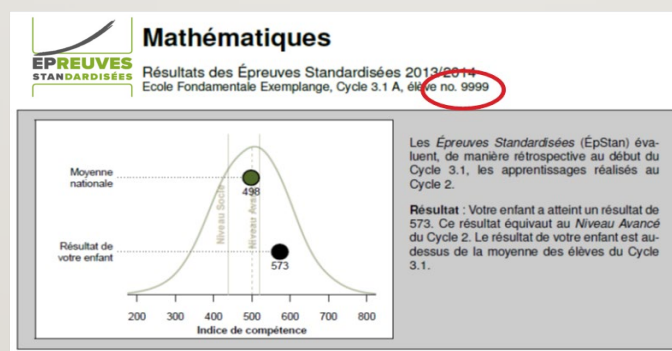 ÉPREUVES
STANDARDISÉES
Mathématiques
Résultats des Épreuves Standardisées 2013/2014
Ecole Fondamentale Exemplange, Cycle 3.1 A, élève no. 9999
Moyenne
nationale
498
Niveau Socle
Niveau Avancé
Résultat de
votre enfant
573
200 300 400 500 600 700 800
Indice de compétence
Les Épreuves Standardisées (ÉpStan) éva-
luent, de manière rétrospective au début du
Cycle 3.1, les apprentissages réalisés au
Cycle 2.
Résultat : Votre enfant a atteint un résultat de
573. Ce résultat équivaut au Niveau Avancé
du Cycle 2. Le résultat de votre enfant est au-
dessus de la moyenne des élèves du Cycle
3.1.